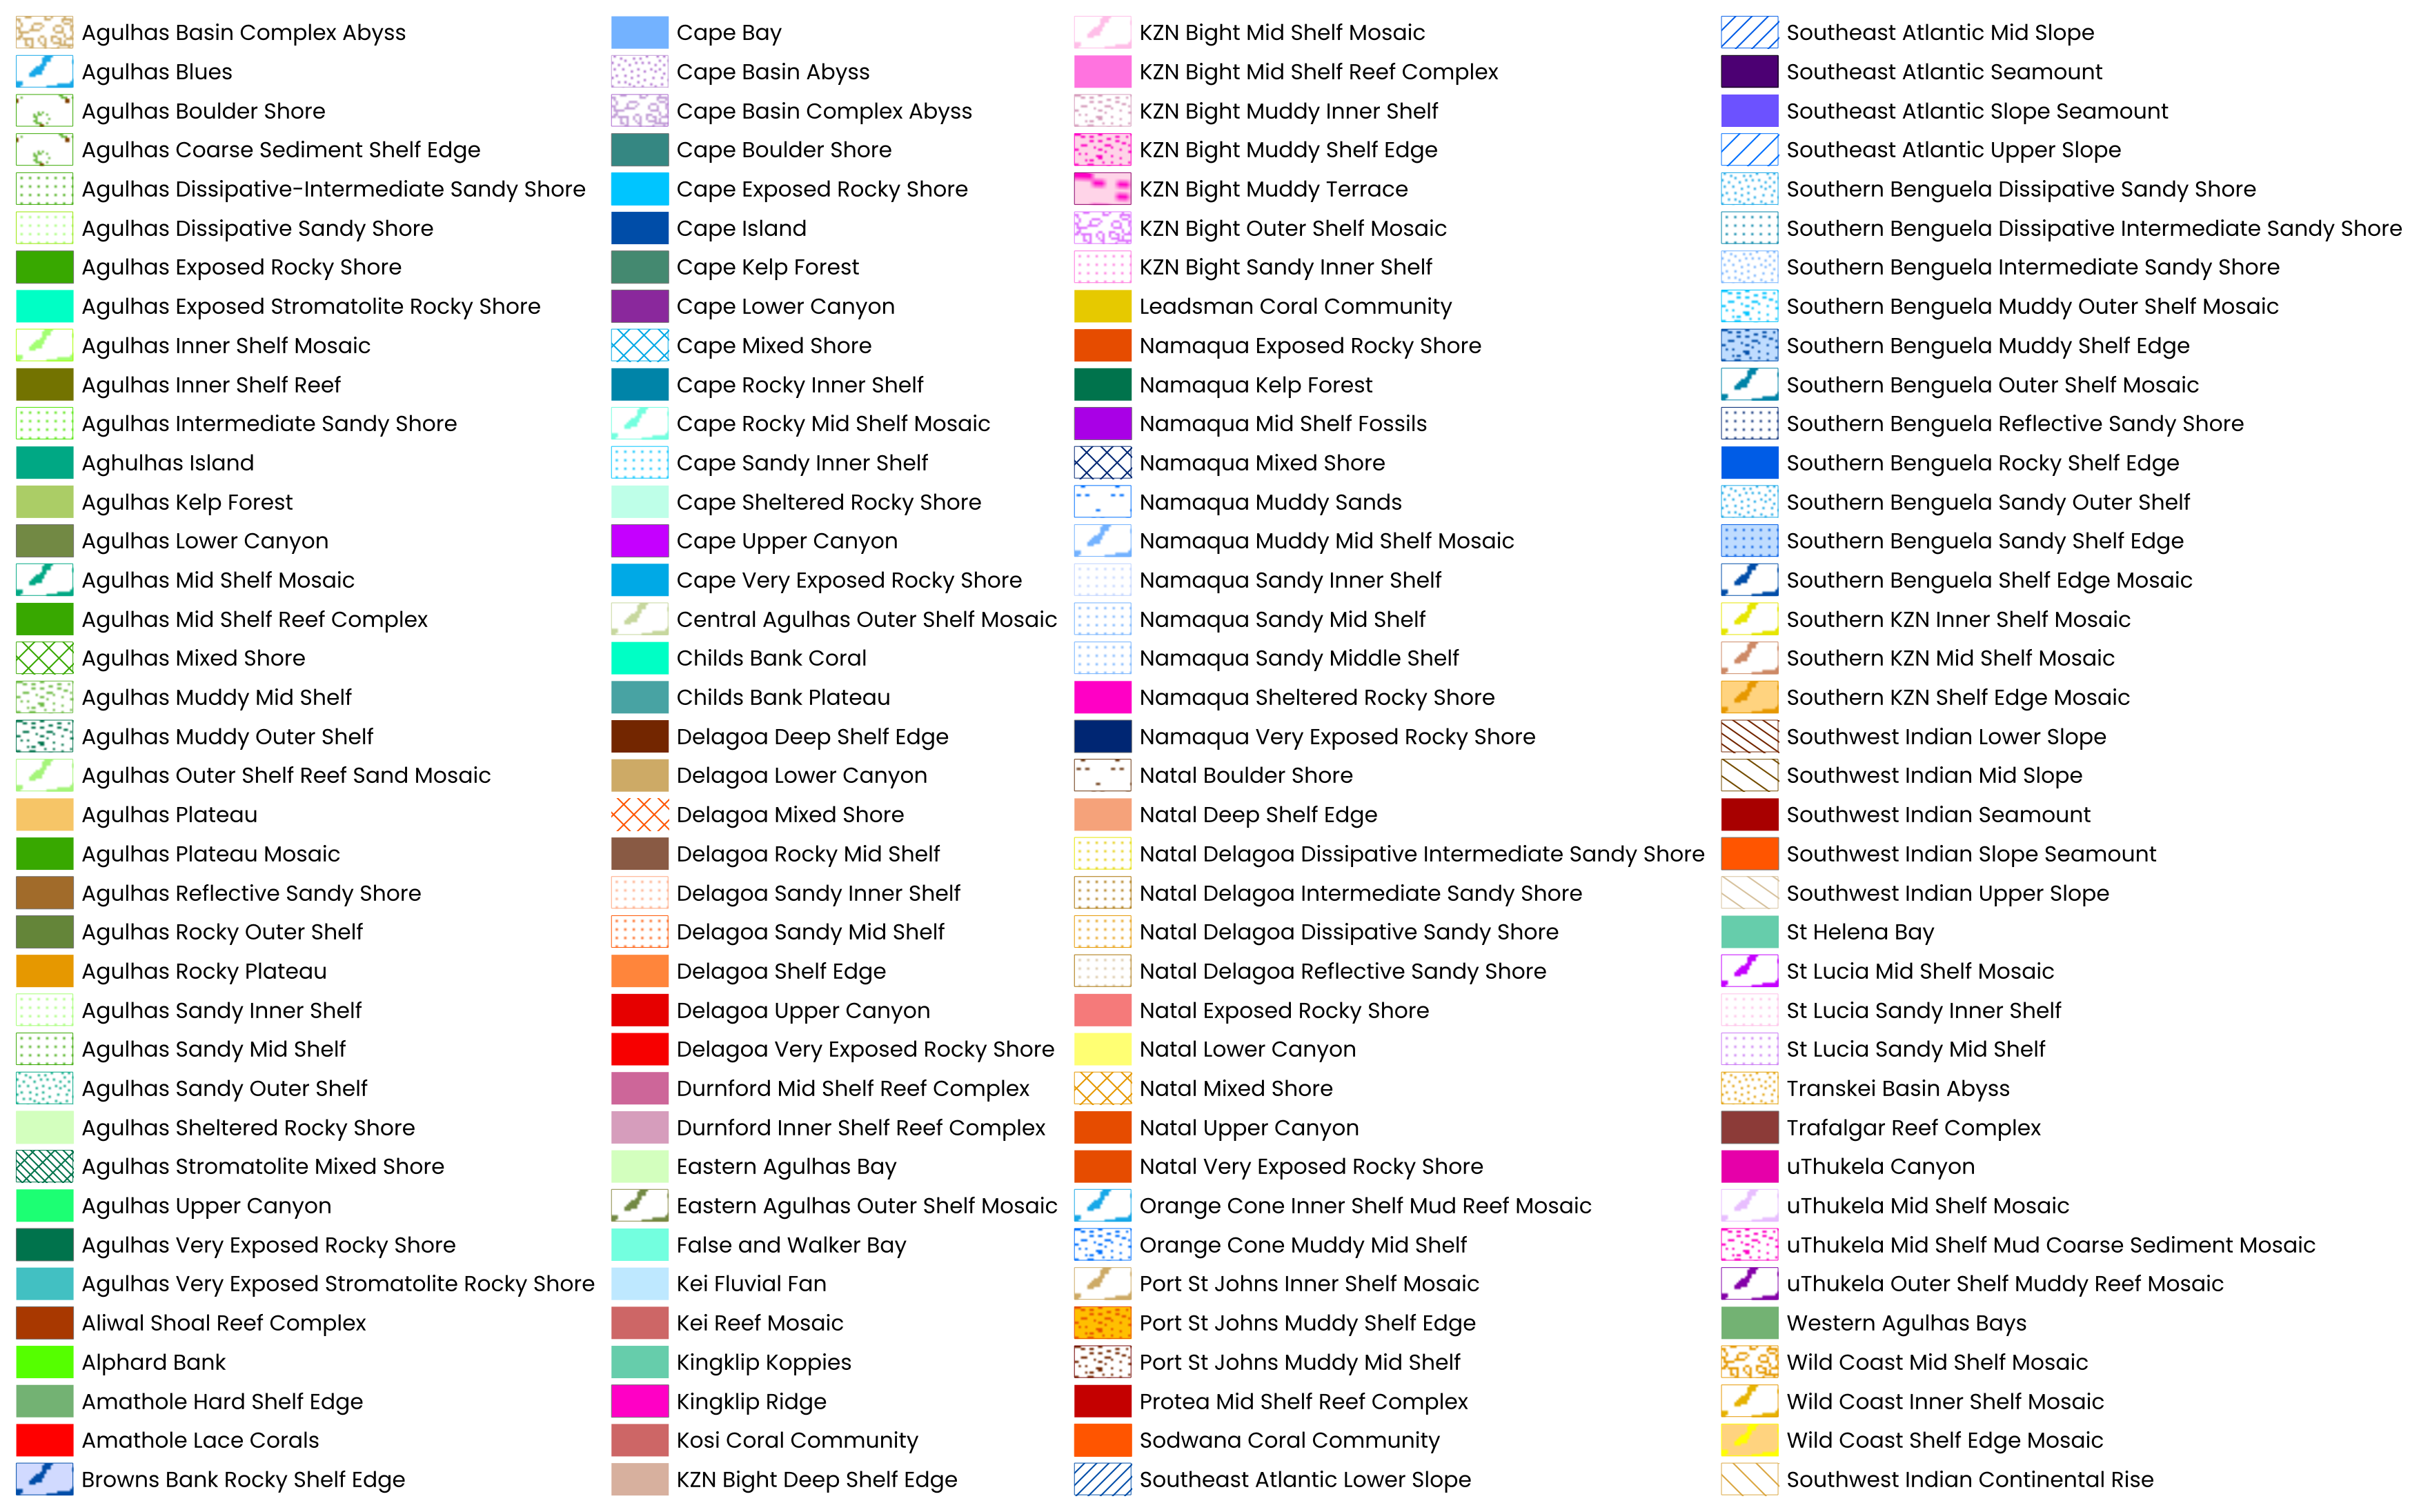 Agulhas Basin Complex Abyss
Agulhas Blues
Agulhas Boulder Shore
Agulhas Coarse Sediment Shelf Edge
Agulhas Dissipative-Intermediate Sandy Shore
Agulhas Dissipative Sandy Shore
Agulhas Exposed Rocky Shore
Agulhas Exposed Stromatolite Rocky Shore
Agulhas Inner Shelf Mosaic
Agulhas Inner Shelf Reef
Agulhas Intermediate Sandy Shore
Aghulhas Island
Agulhas Kelp Forest
Agulhas Lower Canyon
Agulhas Mid Shelf Mosaic
Agulhas Mid Shelf Reef Complex
Agulhas Mixed Shore
Agulhas Muddy Mid Shelf
Agulhas Muddy Outer Shelf
Agulhas Outer Shelf Reef Sand Mosaic
Agulhas Plateau
Agulhas Plateau Mosaic
Agulhas Reflective Sandy Shore
Agulhas Rocky Outer Shelf
Agulhas Rocky Plateau
Agulhas Sandy Inner Shelf
Agulhas Sandy Mid Shelf
Agulhas Sandy Outer Shelf
Agulhas Sheltered Rocky Shore
Agulhas Stromatolite Mixed Shore
Agulhas Upper Canyon
Agulhas Very Exposed Rocky Shore
Agulhas Very Exposed Stromatolite Rocky Shore
Aliwal Shoal Reef Complex
Alphard Bank
Amathole Hard Shelf Edge
Amathole Lace Corals
Browns Bank Rocky Shelf Edge
Cape Bay
Cape Basin Abyss
Cape Basin Complex Abyss
Cape Boulder Shore
Cape Exposed Rocky Shore
Cape Island
Cape Kelp Forest
Cape Lower Canyon
Cape Mixed Shore
Cape Rocky Inner Shelf
Cape Rocky Mid Shelf Mosaic
Cape Sandy Inner Shelf
Cape Sheltered Rocky Shore
Cape Upper Canyon
Cape Very Exposed Rocky Shore
Central Agulhas Outer Shelf Mosaic
Childs Bank Coral
Childs Bank Plateau
Delagoa Deep Shelf Edge
Delagoa Lower Canyon
Delagoa Mixed Shore
Delagoa Rocky Mid Shelf
Delagoa Sandy Inner Shelf
Delagoa Sandy Mid Shelf
Delagoa Shelf Edge
Delagoa Upper Canyon
Delagoa Very Exposed Rocky Shore
Durnford Mid Shelf Reef Complex
Durnford Inner Shelf Reef Complex
Eastern Agulhas Bay
Eastern Agulhas Outer Shelf Mosaic
False and Walker Bay
Kei Fluvial Fan
Kei Reef Mosaic
Kingklip Koppies
Kingklip Ridge
Kosi Coral Community
KZN Bight Deep Shelf Edge
KZN Bight Mid Shelf Mosaic
KZN Bight Mid Shelf Reef Complex
KZN Bight Muddy Inner Shelf
KZN Bight Muddy Shelf Edge
KZN Bight Muddy Terrace
KZN Bight Outer Shelf Mosaic
KZN Bight Sandy Inner Shelf
Leadsman Coral Community
Namaqua Exposed Rocky Shore
Namaqua Kelp Forest
Namaqua Mid Shelf Fossils
Namaqua Mixed Shore
Namaqua Muddy Sands
Namaqua Muddy Mid Shelf Mosaic
Namaqua Sandy Inner Shelf
Namaqua Sandy Mid Shelf
Namaqua Sandy Middle Shelf
Namaqua Sheltered Rocky Shore
Namaqua Very Exposed Rocky Shore
Natal Boulder Shore
Natal Deep Shelf Edge
Natal Delagoa Dissipative Intermediate Sandy Shore
Natal Delagoa Intermediate Sandy Shore
Natal Delagoa Dissipative Sandy Shore
Natal Delagoa Reflective Sandy Shore
Natal Exposed Rocky Shore
Natal Lower Canyon
Natal Mixed Shore
Natal Upper Canyon
Natal Very Exposed Rocky Shore
Orange Cone Inner Shelf Mud Reef Mosaic
Orange Cone Muddy Mid Shelf
Port St Johns Inner Shelf Mosaic
Port St Johns Muddy Shelf Edge
Port St Johns Muddy Mid Shelf
Protea Mid Shelf Reef Complex
Sodwana Coral Community
Southeast Atlantic Lower Slope
Southeast Atlantic Mid Slope
Southeast Atlantic Seamount
Southeast Atlantic Slope Seamount
Southeast Atlantic Upper Slope
Southern Benguela Dissipative Sandy Shore
Southern Benguela Dissipative Intermediate Sandy Shore
Southern Benguela Intermediate Sandy Shore
Southern Benguela Muddy Outer Shelf Mosaic
Southern Benguela Muddy Shelf Edge
Southern Benguela Outer Shelf Mosaic
Southern Benguela Reflective Sandy Shore
Southern Benguela Rocky Shelf Edge
Southern Benguela Sandy Outer Shelf
Southern Benguela Sandy Shelf Edge
Southern Benguela Shelf Edge Mosaic
Southern KZN Inner Shelf Mosaic
Southern KZN Mid Shelf Mosaic
Southern KZN Shelf Edge Mosaic
Southwest Indian Lower Slope
Southwest Indian Mid Slope
Southwest Indian Seamount
Southwest Indian Slope Seamount
Southwest Indian Upper Slope
St Helena Bay
St Lucia Mid Shelf Mosaic
St Lucia Sandy Inner Shelf
St Lucia Sandy Mid Shelf
Transkei Basin Abyss
Trafalgar Reef Complex
uThukela Canyon
uThukela Mid Shelf Mosaic
uThukela Mid Shelf Mud Coarse Sediment Mosaic
uThukela Outer Shelf Muddy Reef Mosaic
Western Agulhas Bays
Wild Coast Mid Shelf Mosaic
Wild Coast Inner Shelf Mosaic
Wild Coast Shelf Edge Mosaic
Southwest Indian Continental Rise